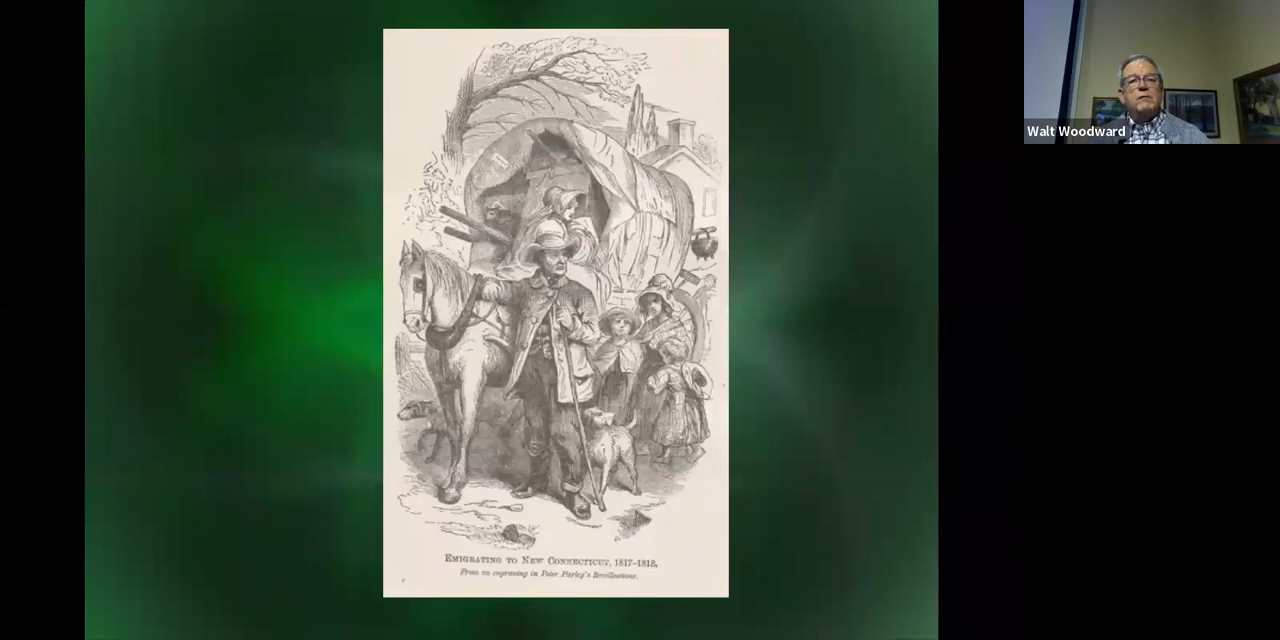 Walt Woodward
Emigrating to New Connecticut, 1817-1818.
From an engraving in Peter Parley's Recollections.